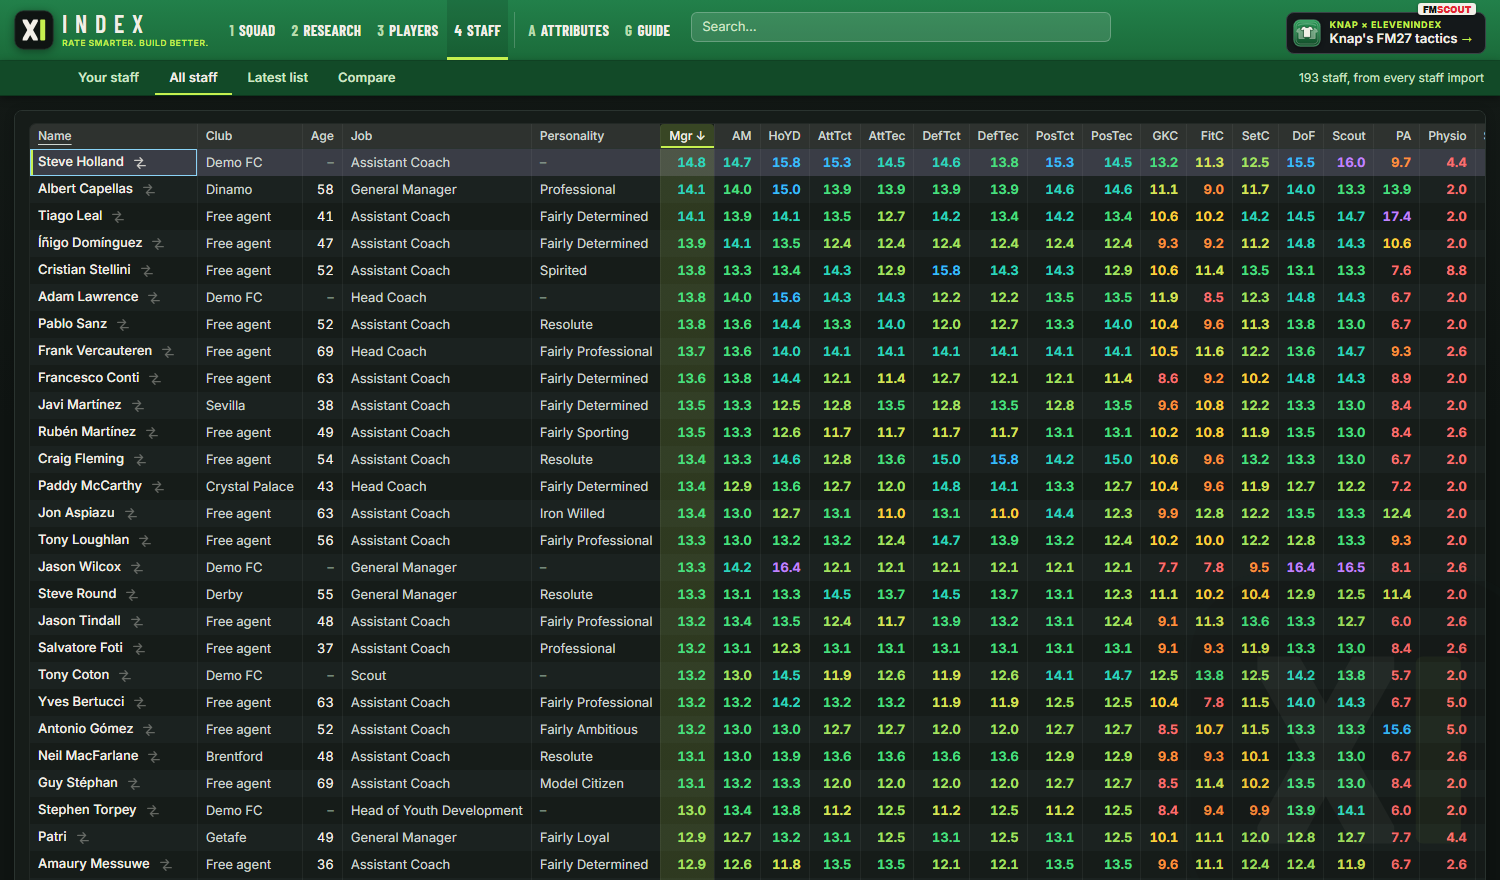 XI INDEX
RATE SMARTER. BUILD BETTER.
1 SQUAD 2 RESEARCH 3 PLAYERS 4 STAFF A ATTRIBUTES G GUIDE
Search...
FMSCOUT
KNAP × ELEVENINDEX
Knap's FM27 tactics →
Your staff All staff Latest list Compare
193 staff, from every staff import
Name Club Age Job Personality Mgr ↓ AM HoYD AttTct AttTec DefTct DefTec PosTct PosTec GKC FitC SetC DoF Scout PA Physio
Steve Holland Demo FC – Assistant Coach – 14.8 14.7 15.8 15.3 14.5 14.6 13.8 15.3 14.5 13.2 11.3 12.5 15.5 16.0 9.7 4.4
Albert Capellas Dinamo 58 General Manager Professional 14.1 14.0 15.0 13.9 13.9 13.9 13.9 14.6 14.6 11.1 9.0 11.7 14.0 13.3 13.9 2.0
Tiago Leal Free agent 41 Assistant Coach Fairly Determined 14.1 13.9 14.1 13.5 12.7 14.2 13.4 14.2 13.4 10.6 10.2 14.2 14.5 14.7 17.4 2.0
Íñigo Domínguez Free agent 47 Assistant Coach Fairly Determined 13.9 14.1 13.5 12.4 12.4 12.4 12.4 12.4 12.4 9.3 9.2 11.2 14.8 14.3 10.6 2.0
Cristian Stellini Free agent 52 Assistant Coach Spirited 13.8 13.3 13.4 14.3 12.9 15.8 14.3 14.3 12.9 10.6 11.4 13.5 13.1 13.3 7.6 8.8
Adam Lawrence Demo FC – Head Coach – 13.8 14.0 15.6 14.3 14.3 12.2 12.2 13.5 13.5 11.9 8.5 12.3 14.8 14.3 6.7 2.0
Pablo Sanz Free agent 52 Assistant Coach Resolute 13.8 13.6 14.4 13.3 14.0 12.0 12.7 13.3 14.0 10.4 9.6 11.3 13.8 13.0 6.7 2.0
Frank Vercauteren Free agent 69 Head Coach Fairly Professional 13.7 13.6 14.0 14.1 14.1 14.1 14.1 14.1 14.1 10.5 11.6 12.2 13.6 14.7 9.3 2.6
Francesco Conti Free agent 63 Assistant Coach Fairly Determined 13.6 13.8 14.4 12.1 11.4 12.7 12.1 12.1 11.4 8.6 9.2 10.2 14.8 14.3 8.9 2.0
Javi Martínez Sevilla 38 Assistant Coach Fairly Determined 13.5 13.3 12.5 12.8 13.5 12.8 13.5 12.8 13.5 9.6 10.8 12.2 13.3 13.0 8.4 2.0
Rubén Martínez Free agent 49 Assistant Coach Fairly Sporting 13.5 13.3 12.6 11.7 11.7 11.7 11.7 13.1 13.1 10.2 10.8 11.9 13.5 13.0 8.4 2.6
Craig Fleming Free agent 54 Assistant Coach Resolute 13.4 13.3 14.6 12.8 13.6 15.0 15.8 14.2 15.0 10.6 9.6 13.2 13.3 13.0 6.7 2.0
Paddy McCarthy Crystal Palace 43 Head Coach Fairly Determined 13.4 12.9 13.6 12.7 12.0 14.8 14.1 13.3 12.7 10.4 9.6 11.9 12.7 12.2 7.2 2.0
Jon Aspiazu Free agent 63 Assistant Coach Iron Willed 13.4 13.0 12.7 13.1 11.0 13.1 11.0 14.4 12.3 9.9 12.8 12.2 13.5 13.3 12.4 2.0
Tony Loughlan Free agent 56 Assistant Coach Fairly Professional 13.3 13.0 13.2 13.2 12.4 14.7 13.9 13.2 12.4 10.2 10.0 12.2 12.8 13.3 9.3 2.0
Jason Wilcox Demo FC – General Manager – 13.3 14.2 16.4 12.1 12.1 12.1 12.1 12.1 12.1 7.7 7.8 9.5 16.4 16.5 8.1 2.6
Steve Round Derby 55 General Manager Resolute 13.3 13.1 13.3 14.5 13.7 14.5 13.7 13.1 12.3 11.1 10.2 10.4 12.9 12.5 11.4 2.0
Jason Tindall Free agent 48 Assistant Coach Fairly Professional 13.2 13.4 13.5 12.4 11.7 13.9 13.2 13.1 12.4 9.1 11.3 13.6 13.3 12.7 6.0 2.6
Salvatore Foti Free agent 37 Assistant Coach Professional 13.2 13.1 12.3 13.1 13.1 13.1 13.1 13.1 13.1 9.1 9.3 11.9 13.3 13.0 8.4 2.6
Tony Coton Demo FC – Scout – 13.2 13.0 14.5 11.9 12.6 11.9 12.6 14.1 14.7 12.5 13.8 12.5 14.2 13.8 5.7 2.0
Yves Bertucci Free agent 63 Assistant Coach Fairly Professional 13.2 13.2 14.2 13.2 13.2 11.9 11.9 12.5 12.5 10.4 7.8 11.5 14.0 14.3 6.7 5.0
Antonio Gómez Free agent 52 Assistant Coach Fairly Ambitious 13.2 13.0 13.0 12.7 12.7 12.0 12.0 12.7 12.7 8.5 10.7 11.5 13.3 13.3 15.6 5.0
Neil MacFarlane Brentford 48 Assistant Coach Resolute 13.1 13.0 13.9 13.6 13.6 13.6 13.6 12.9 12.9 9.8 9.3 10.1 13.3 13.0 6.7 2.6
Guy Stéphan Free agent 69 Assistant Coach Model Citizen 13.1 13.2 13.3 12.0 12.0 12.0 12.0 12.7 12.7 8.5 11.4 10.2 13.5 13.0 8.4 2.0
Stephen Torpey Demo FC – Head of Youth Development – 13.0 13.4 13.8 11.2 12.5 11.2 12.5 11.2 12.5 8.4 9.4 9.9 13.9 14.1 6.0 2.0
Patri Getafe 49 General Manager Fairly Loyal 12.9 12.7 13.2 13.1 12.5 13.1 12.5 13.1 12.5 10.1 11.1 12.0 12.8 12.7 7.7 4.4
Amaury Messuwe Free agent 36 Assistant Coach Fairly Determined 12.9 12.6 11.8 13.5 13.5 12.1 12.1 13.5 13.5 9.6 11.1 12.4 12.4 11.9 6.7 2.6